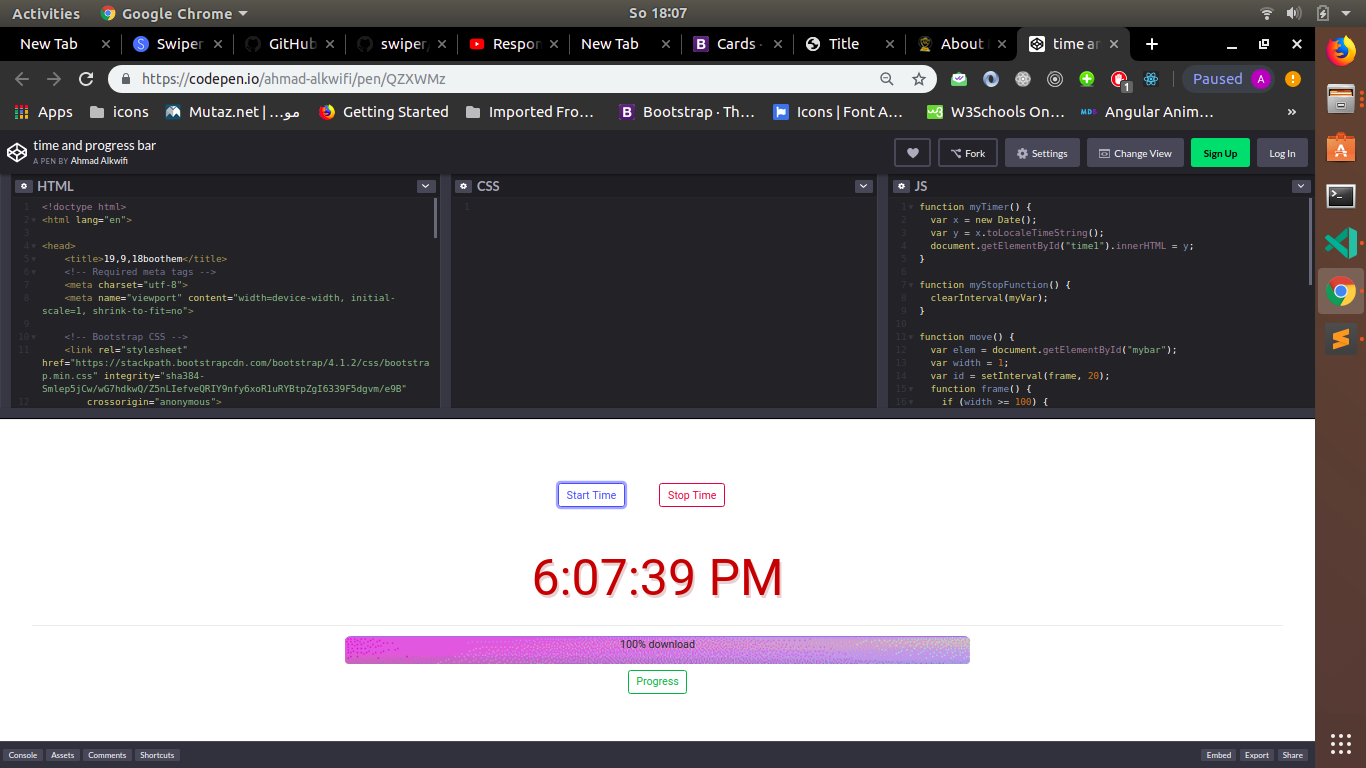 Activities
Google Chrome
So 18:07
New Tab
Swiper
GitHub
swiper,
Respon
New Tab
Cards ·
Title
About
time ar
https://codepen.io/ahmad-alkwifi/pen/QZXWMz
1
Paused
A
Apps
icons
Mutaz.net | ...مو
Getting Started
Imported Fro...
Bootstrap · Th...
Icons | Font A...
W3Schools On...
Angular Anim...
»
time and progress bar
A PEN BY Ahmad Alkwifi
Fork
Settings
Change View
Sign Up
Log In
HTML
1 <!doctype html>
2 <html lang="en">
3
4 <head>
5 <title>19,9,18boothem</title>
6 <!-- Required meta tags -->
7 <meta charset="utf-8">
8 <meta name="viewport" content="width=device-width, initial-
scale=1, shrink-to-fit=no">
9
10 <!-- Bootstrap CSS -->
11 <link rel="stylesheet"
href="https://stackpath.bootstrapcdn.com/bootstrap/4.1.2/css/bootstra
p.min.css" integrity="sha384-
Smlep5jCw/wG7hdkwQ/Z5nLIefveQRIY9nfy6xoR1uRYBtpZgI6339F5dgvm/e9B"
12 crossorigin="anonymous">
CSS
1
JS
1 function myTimer() {
2 var x = new Date();
3 var y = x.toLocaleTimeString();
4 document.getElementById("time1").innerHTML = y;
5 }
6
7 function myStopFunction() {
8 clearInterval(myVar);
9 }
10
11 function move() {
12 var elem = document.getElementById("mybar");
13 var width = 1;
14 var id = setInterval(frame, 20);
15 function frame() {
16 if (width >= 100) {
Start Time
Stop Time
6:07:39 PM
100% download
Progress
Console
Assets
Comments
Shortcuts
Embed
Export
Share